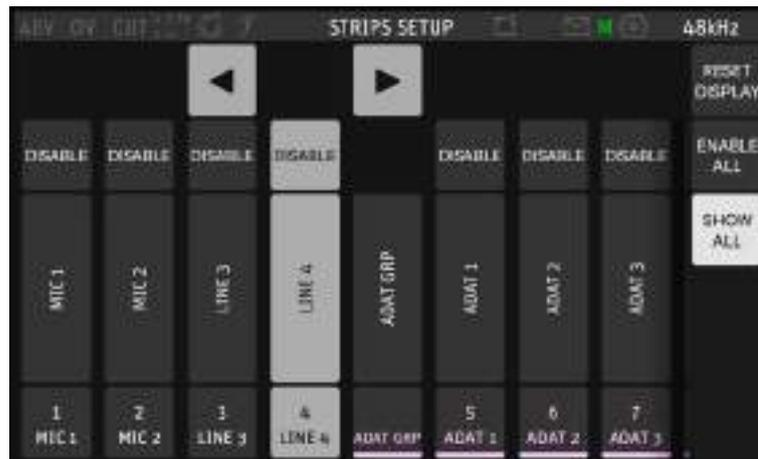 STRIPS SETUP
M
48kHz
RESET
DISPLAY
DISABLE DISABLE DISABLE DISABLE DISABLE DISABLE DISABLE
ENABLE
ALL
SHOW
ALL
MIC 1 MIC 2 LINE 3 LINE 4 ADAT GRP ADAT 1 ADAT 2 ADAT 3
1 2 3 4 5 6 7
MIC 1 MIC 2 LINE 3 LINE 4 ADAT GRP ADAT 1 ADAT 2 ADAT 3